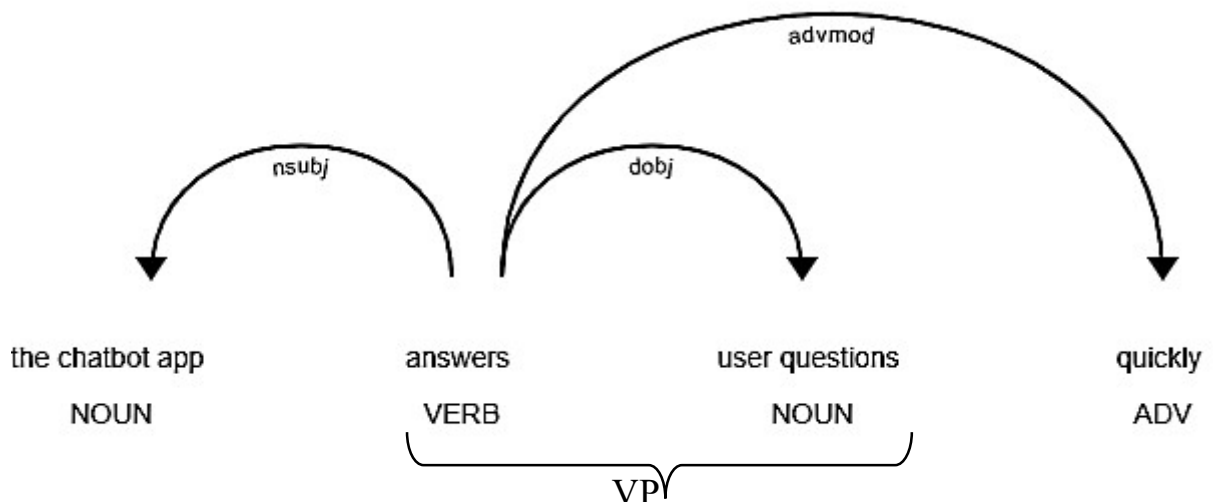 advmod
nsubj dobj
the chatbot app answers user questions quickly
NOUN VERB NOUN ADV
VP